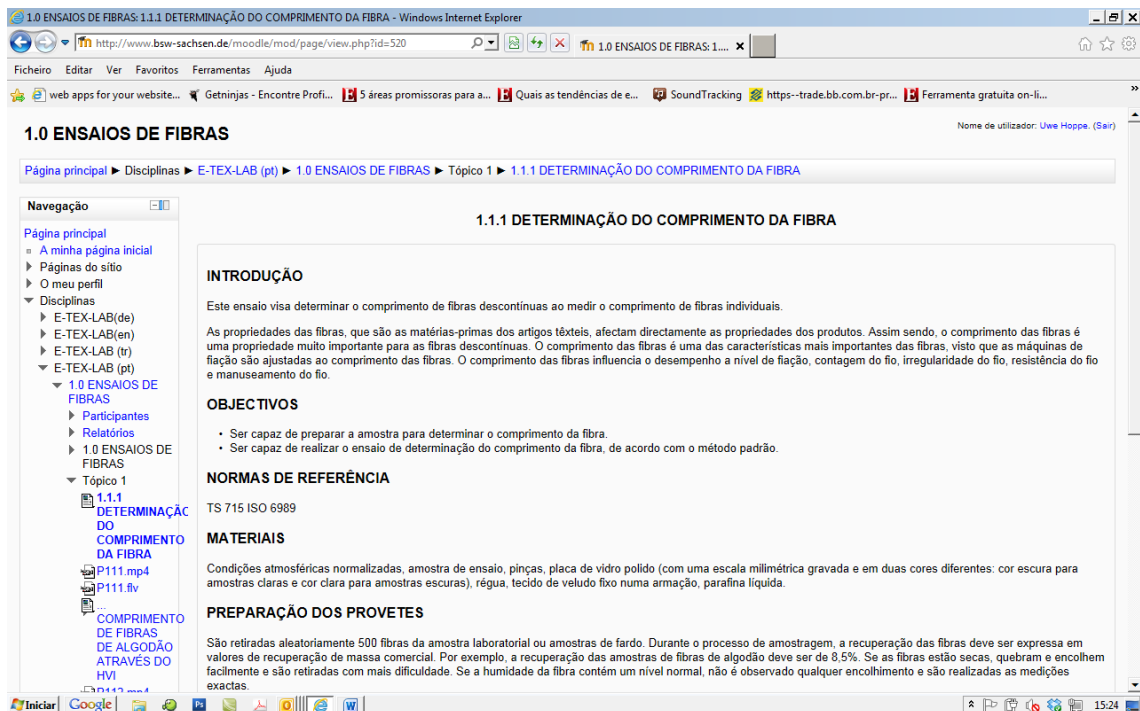 1.0 ENSAIOS DE FIBRAS: 1.1.1 DETERMINAÇÃO DO COMPRIMENTO DA FIBRA - Windows Internet Explorer
http://www.bsw-sachsen.de/moodle/mod/page/view.php?id=520
1.0 ENSAIOS DE FIBRAS: 1....
Ficheiro Editar Ver Favoritos Ferramentas Ajuda
web apps for your website... Getninjas - Encontre Profi... 5 áreas promissoras para a... Quais as tendências de e... SoundTracking https--trade.bb.com.br-pr... Ferramenta gratuita on-li...
1.0 ENSAIOS DE FIBRAS
Nome de utilizador: Uwe Hoppe. (Sair)
Página principal ► Disciplinas ► E-TEX-LAB (pt) ► 1.0 ENSAIOS DE FIBRAS ► Tópico 1 ► 1.1.1 DETERMINAÇÃO DO COMPRIMENTO DA FIBRA
Navegação
Página principal
A minha página inicial
Páginas do sítio
O meu perfil
Disciplinas
E-TEX-LAB(de)
E-TEX-LAB(en)
E-TEX-LAB (tr)
E-TEX-LAB (pt)
1.0 ENSAIOS DE
FIBRAS
Participantes
Relatórios
1.0 ENSAIOS DE
FIBRAS
Tópico 1
1.1.1
DETERMINAÇÃO
DO
COMPRIMENTO
DA FIBRA
P111.mp4
P111.flv
...
COMPRIMENTO
DE FIBRAS
DE ALGODÃO
ATRAVÉS DO
HVI
P112.mp4
1.1.1 DETERMINAÇÃO DO COMPRIMENTO DA FIBRA
INTRODUÇÃO
Este ensaio visa determinar o comprimento de fibras descontínuas ao medir o comprimento de fibras individuais.
As propriedades das fibras, que são as matérias-primas dos artigos têxteis, afectam directamente as propriedades dos produtos. Assim sendo, o comprimento das fibras é
uma propriedade muito importante para as fibras descontínuas. O comprimento das fibras é uma das características mais importantes das fibras, visto que as máquinas de
fiação são ajustadas ao comprimento das fibras. O comprimento das fibras influencia o desempenho a nível de fiação, contagem do fio, irregularidade do fio, resistência do fio
e manuseamento do fio.
OBJECTIVOS
• Ser capaz de preparar a amostra para determinar o comprimento da fibra.
• Ser capaz de realizar o ensaio de determinação do comprimento da fibra, de acordo com o método padrão.
NORMAS DE REFERÊNCIA
TS 715 ISO 6989
MATERIAIS
Condições atmosféricas normalizadas, amostra de ensaio, pinças, placa de vidro polido (com uma escala milimétrica gravada e em duas cores diferentes: cor escura para
amostras claras e cor clara para amostras escuras), régua, tecido de veludo fixo numa armação, parafina líquida.
PREPARAÇÃO DOS PROVETES
São retiradas aleatoriamente 500 fibras da amostra laboratorial ou amostras de fardo. Durante o processo de amostragem, a recuperação das fibras deve ser expressa em
valores de recuperação de massa comercial. Por exemplo, a recuperação das amostras de fibras de algodão deve ser de 8,5%. Se as fibras estão secas, quebram e encolhem
facilmente e são retiradas com mais dificuldade. Se a humidade da fibra contém um nível normal, não é observado qualquer encolhimento e são realizadas as medições
exactas.
Iniciar Google 15:24